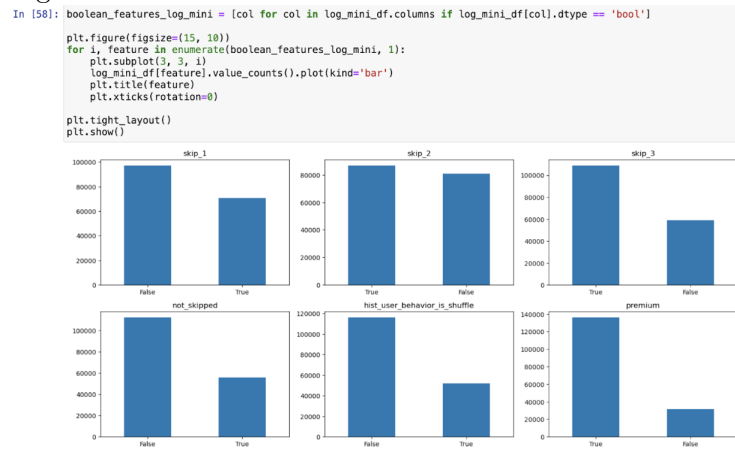 In [58]: boolean_features_log_mini = [col for col in log_mini_df.columns if log_mini_df[col].dtype == 'bool']
plt.figure(figsize=(15, 10))
for i, feature in enumerate(boolean_features_log_mini, 1):
    plt.subplot(3, 3, i)
    log_mini_df[feature].value_counts().plot(kind='bar')
    plt.title(feature)
    plt.xticks(rotation=0)
plt.tight_layout()
plt.show()
skip_1
100000
80000
60000
40000
20000
0
False True
skip_2
80000
60000
40000
20000
0
True False
skip_3
100000
80000
60000
40000
20000
0
True False
not_skipped
100000
80000
60000
40000
20000
0
False True
hist_user_behavior_is_shuffle
120000
100000
80000
60000
40000
20000
0
False True
premium
140000
120000
100000
80000
60000
40000
20000
0
True False